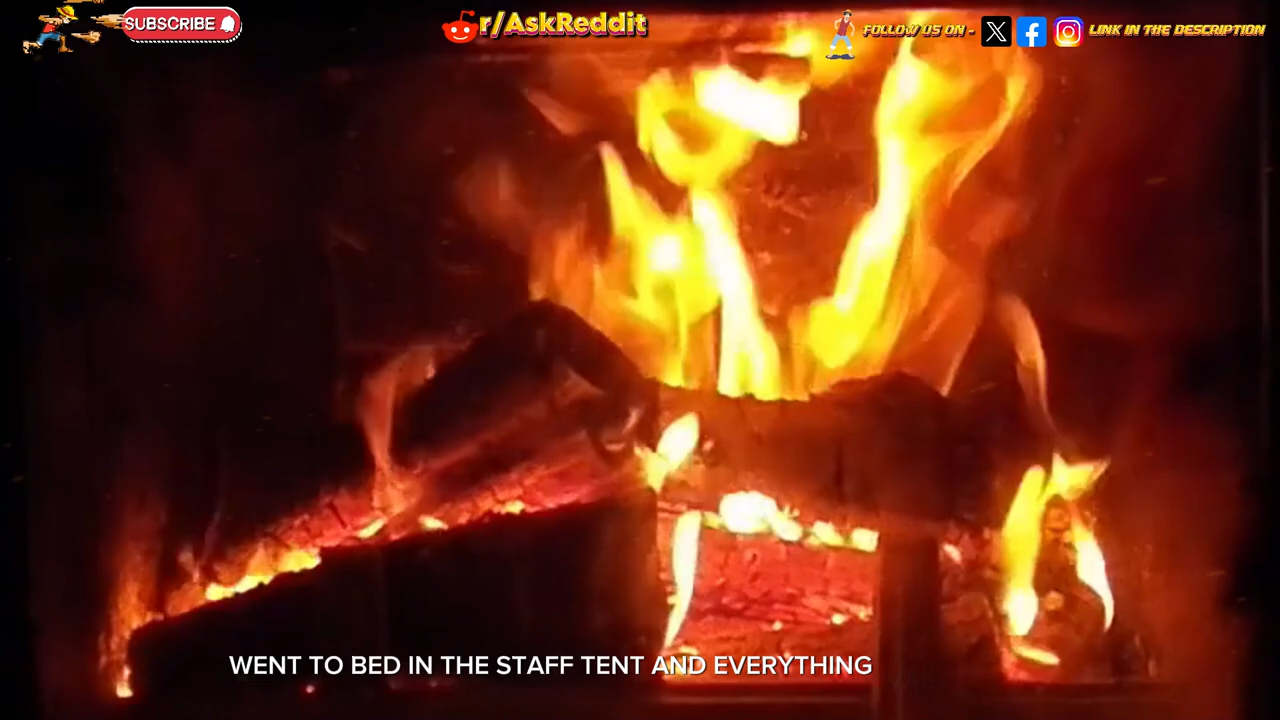 SUBSCRIBE
r/AskReddit
FOLLOW US ON -
LINK IN THE DESCRIPTION
WENT TO BED IN THE STAFF TENT AND EVERYTHING